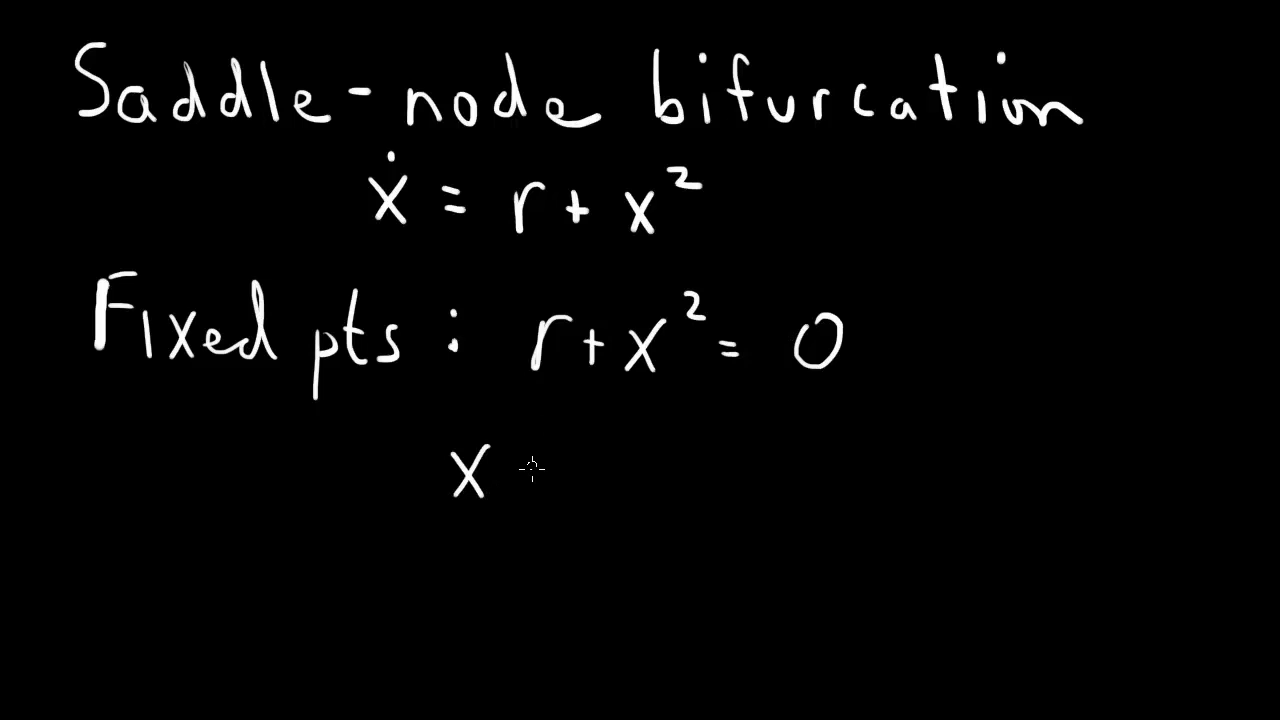 Saddle-node bifurcation
ẋ = r + x²
Fixed pts : r + x² = 0
x